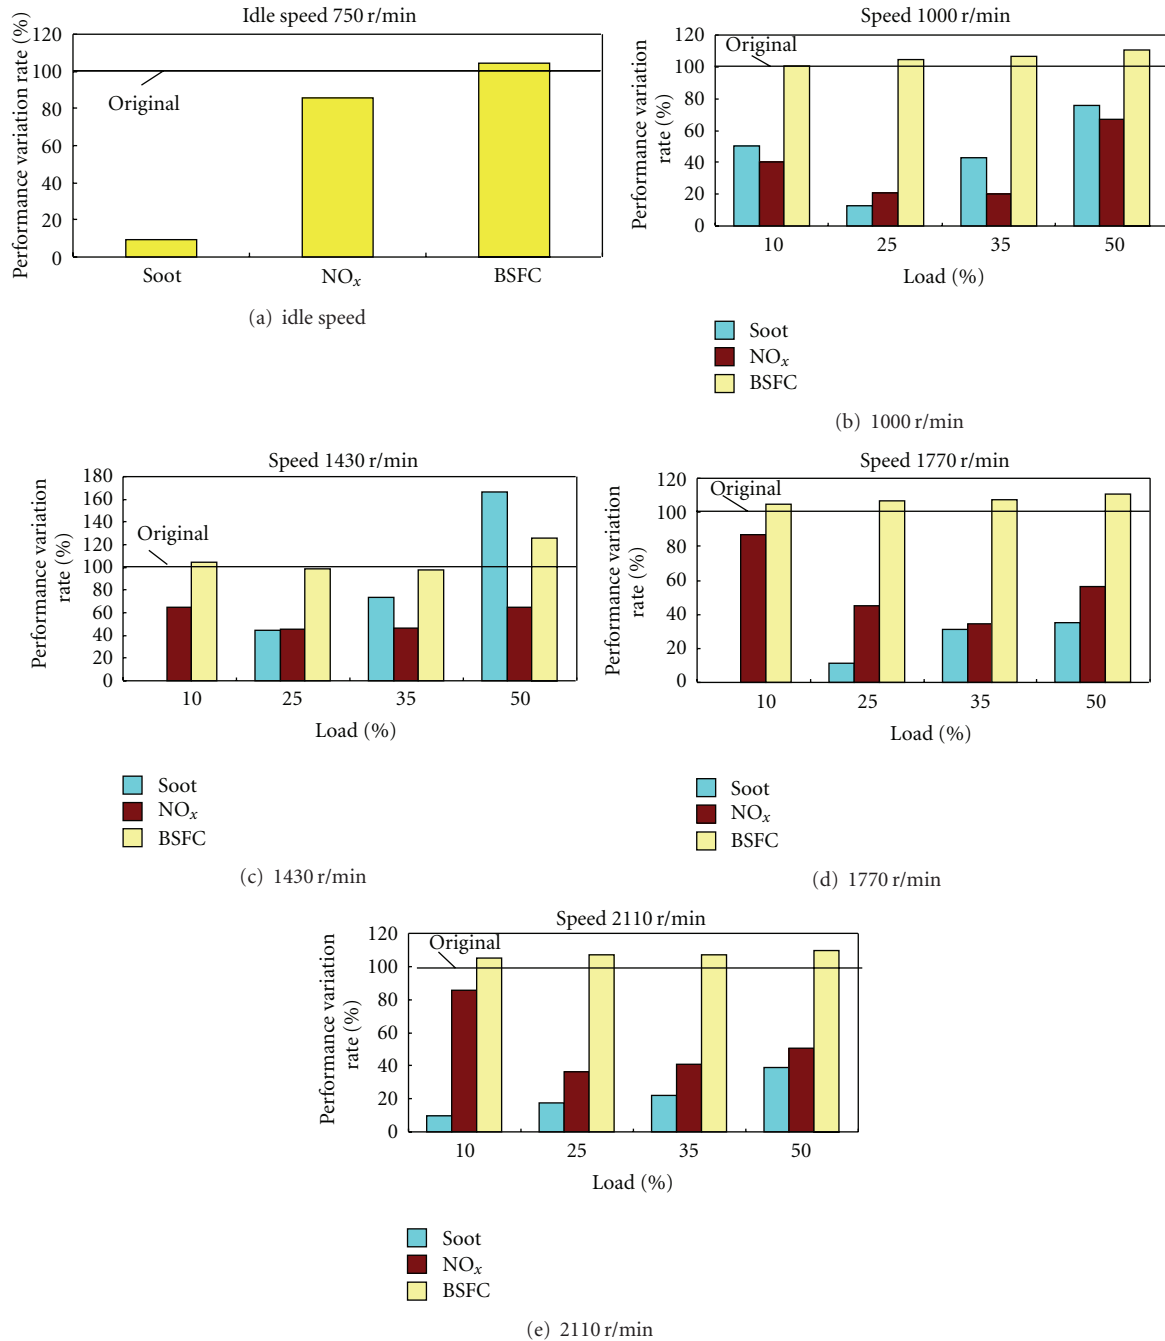 Idle speed 750 r/min
Performance variation rate (%)
120
100
80
60
40
20
0
Original
Soot
NOx
BSFC
(a) idle speed
Speed 1000 r/min
Performance variation
rate (%)
120
100
80
60
40
20
0
Original
10
25
35
50
Load (%)
Soot
NOx
BSFC
(b) 1000 r/min
Speed 1430 r/min
Performance variation
rate (%)
180
160
140
120
100
80
60
40
20
0
Original
10
25
35
50
Load (%)
Soot
NOx
BSFC
(c) 1430 r/min
Speed 1770 r/min
Performance variation
rate (%)
120
100
80
60
40
20
0
Original
10
25
35
50
Load (%)
Soot
NOx
BSFC
(d) 1770 r/min
Speed 2110 r/min
Performance variation
rate (%)
120
100
80
60
40
20
0
Original
10
25
35
50
Load (%)
Soot
NOx
BSFC
(e) 2110 r/min